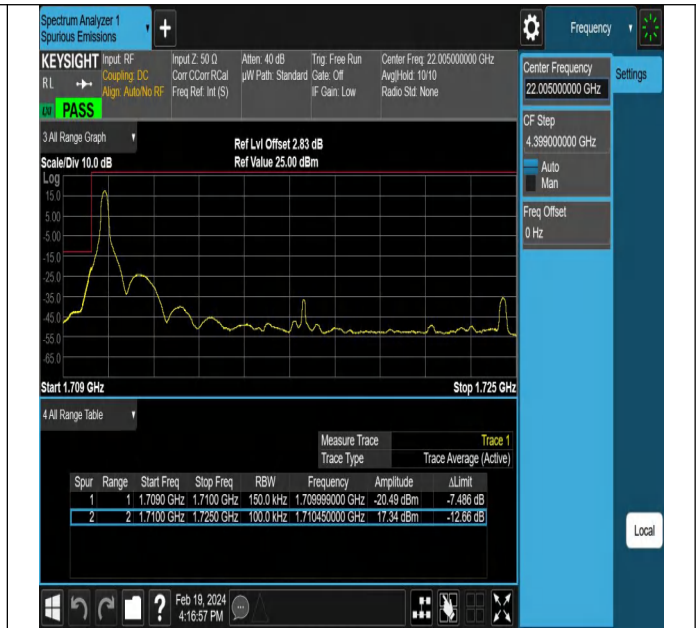 Spectrum Analyzer 1
Spurious Emissions
Frequency
KEYSIGHT
RL
Input: RF
Coupling: DC
Align: Auto/No RF
Input Z: 50 Ω
Corr CCorr RCal
Freq Ref: Int (S)
Atten: 40 dB
µW Path: Standard
Trig: Free Run
Gate: Off
IF Gain: Low
Center Freq: 22.005000000 GHz
Avg|Hold: 10/10
Radio Std: None
PASS
Center Frequency
22.005000000 GHz
Settings
CF Step
4.399000000 GHz
Auto
Man
Freq Offset
0 Hz
3 All Range Graph
Scale/Div 10.0 dB
Ref Lvl Offset 2.83 dB
Ref Value 25.00 dBm
Log
15.0
5.00
-5.00
-15.0
-25.0
-35.0
-45.0
-55.0
-65.0
Start 1.709 GHz
Stop 1.725 GHz
4 All Range Table
Measure Trace Trace 1
Trace Type Trace Average (Active)
Spur Range Start Freq Stop Freq RBW Frequency Amplitude ΔLimit
1 1 1.7090 GHz 1.7100 GHz 150.0 kHz 1.709999000 GHz -20.49 dBm -7.486 dB
2 2 1.7100 GHz 1.7250 GHz 100.0 kHz 1.710450000 GHz 17.34 dBm -12.66 dB
Local
Feb 19, 2024
4:16:57 PM